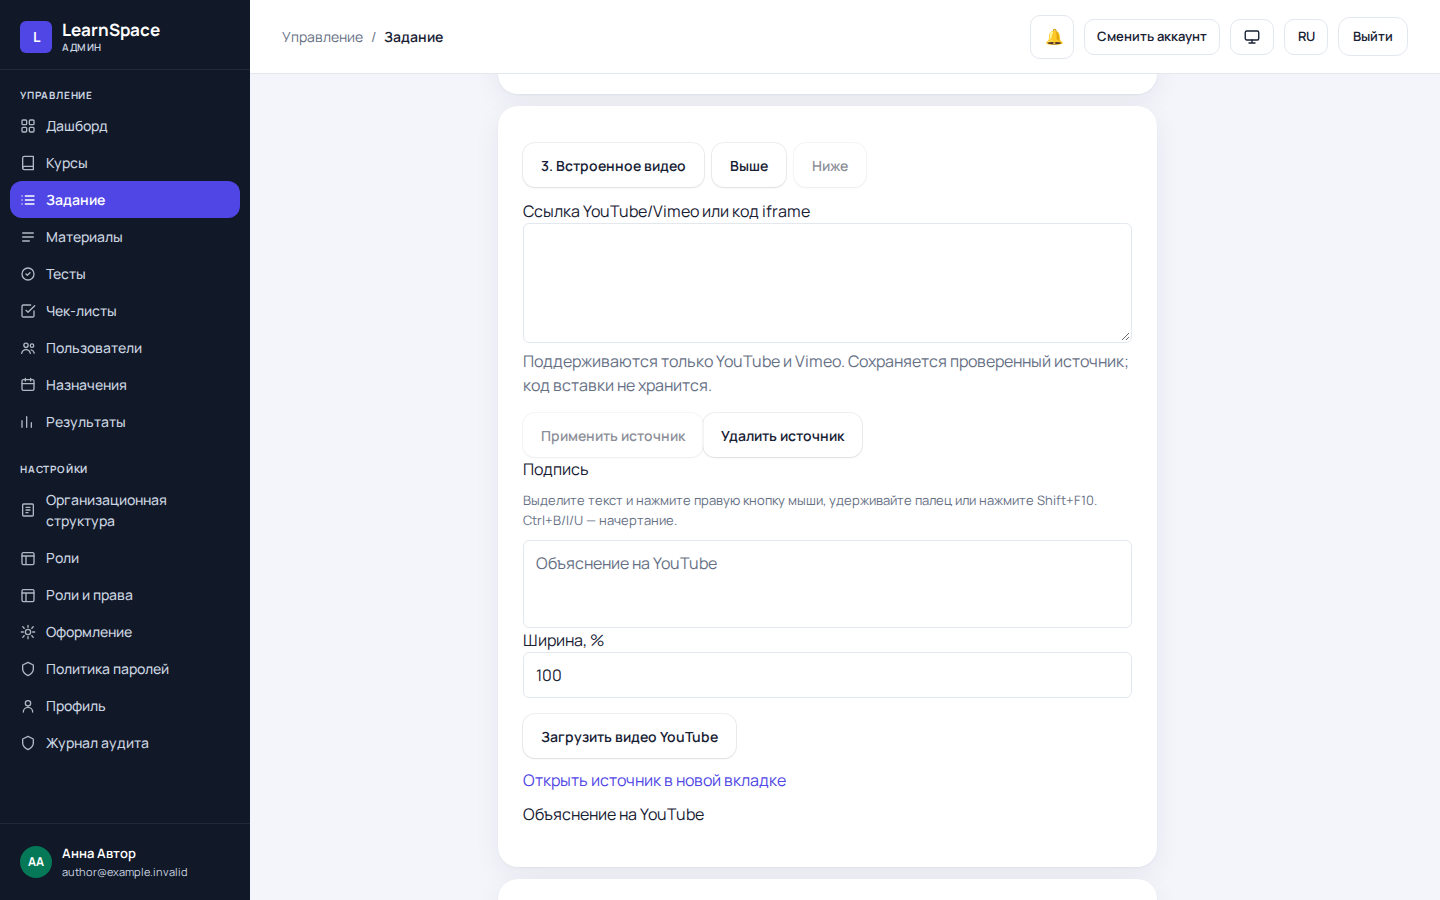 L
LearnSpace
АДМИН
УПРАВЛЕНИЕ
Дашборд
Курсы
Задание
Материалы
Тесты
Чек-листы
Пользователи
Назначения
Результаты
НАСТРОЙКИ
Организационная
структура
Роли
Роли и права
Оформление
Политика паролей
Профиль
Журнал аудита
АА
Анна Автор
author@example.invalid
Управление / Задание
Сменить аккаунт
RU
Выйти
3. Встроенное видео
Выше
Ниже
Ссылка YouTube/Vimeo или код iframe
Поддерживаются только YouTube и Vimeo. Сохраняется проверенный источник;
код вставки не хранится.
Применить источник
Удалить источник
Подпись
Выделите текст и нажмите правую кнопку мыши, удерживайте палец или нажмите Shift+F10.
Ctrl+B/I/U — начертание.
Объяснение на YouTube
Ширина, %
100
Загрузить видео YouTube
Открыть источник в новой вкладке
Объяснение на YouTube